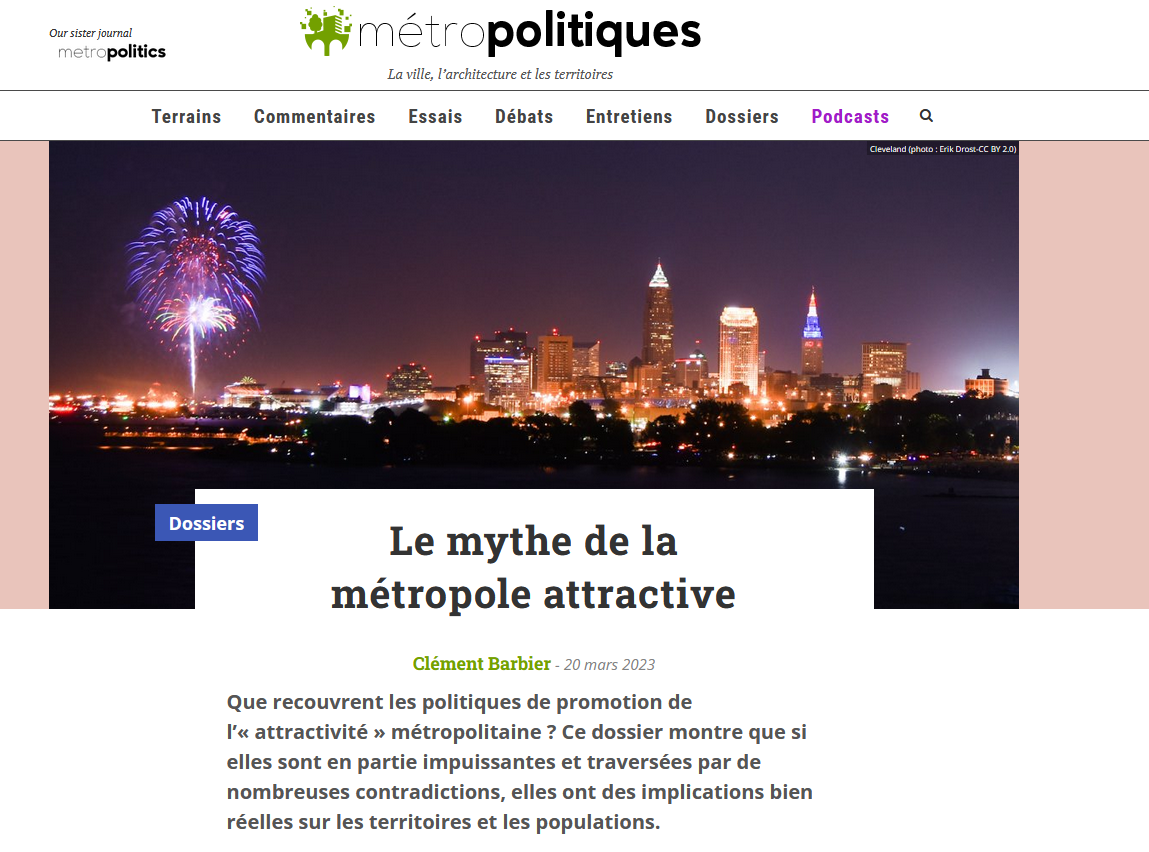 Our sister journal
metropolitics
métropolitiques
La ville, l'architecture et les territoires
Terrains Commentaires Essais Débats Entretiens Dossiers Podcasts
Cleveland (photo : Erik Drost-CC BY 2.0)
Dossiers
Le mythe de la
métropole attractive
Clément Barbier - 20 mars 2023
Que recouvrent les politiques de promotion de
l’« attractivité » métropolitaine ? Ce dossier montre que si
elles sont en partie impuissantes et traversées par de
nombreuses contradictions, elles ont des implications bien
réelles sur les territoires et les populations.